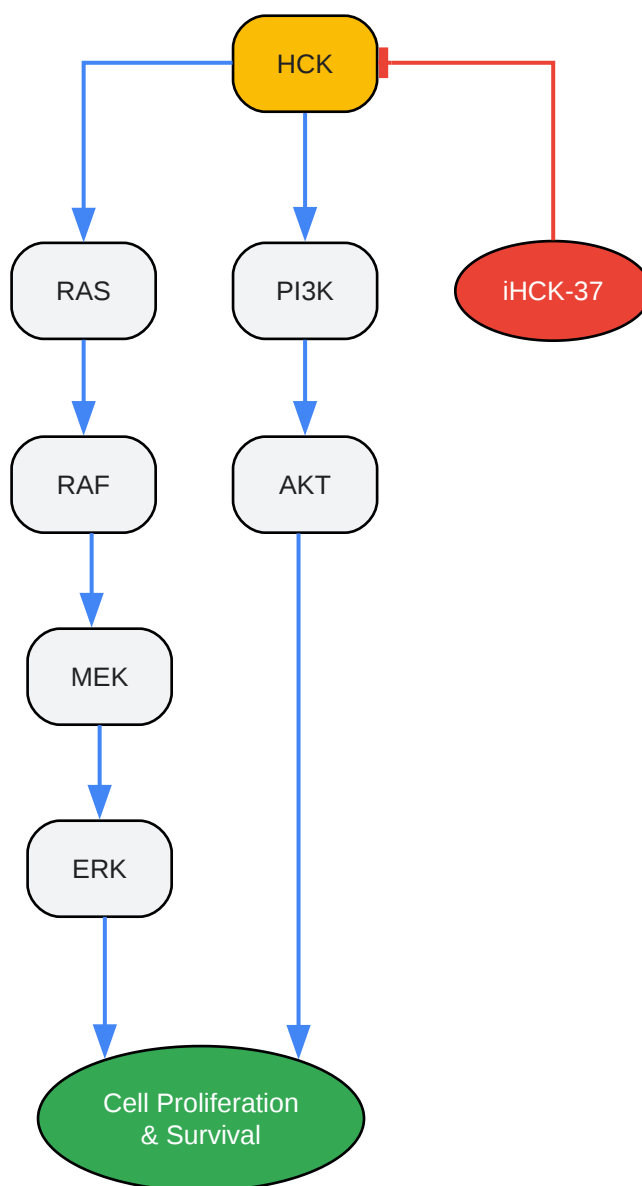 HCK
RAS
PI3K
iHCK-37
RAF
AKT
MEK
ERK
Cell Proliferation
& Survival